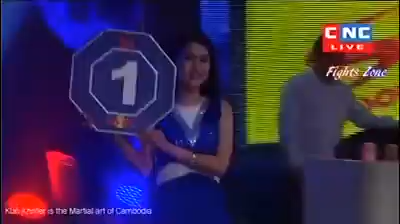 CNC
LIVE
Fights Zone
1
Kun Khmer is the Martial art of Cambodia